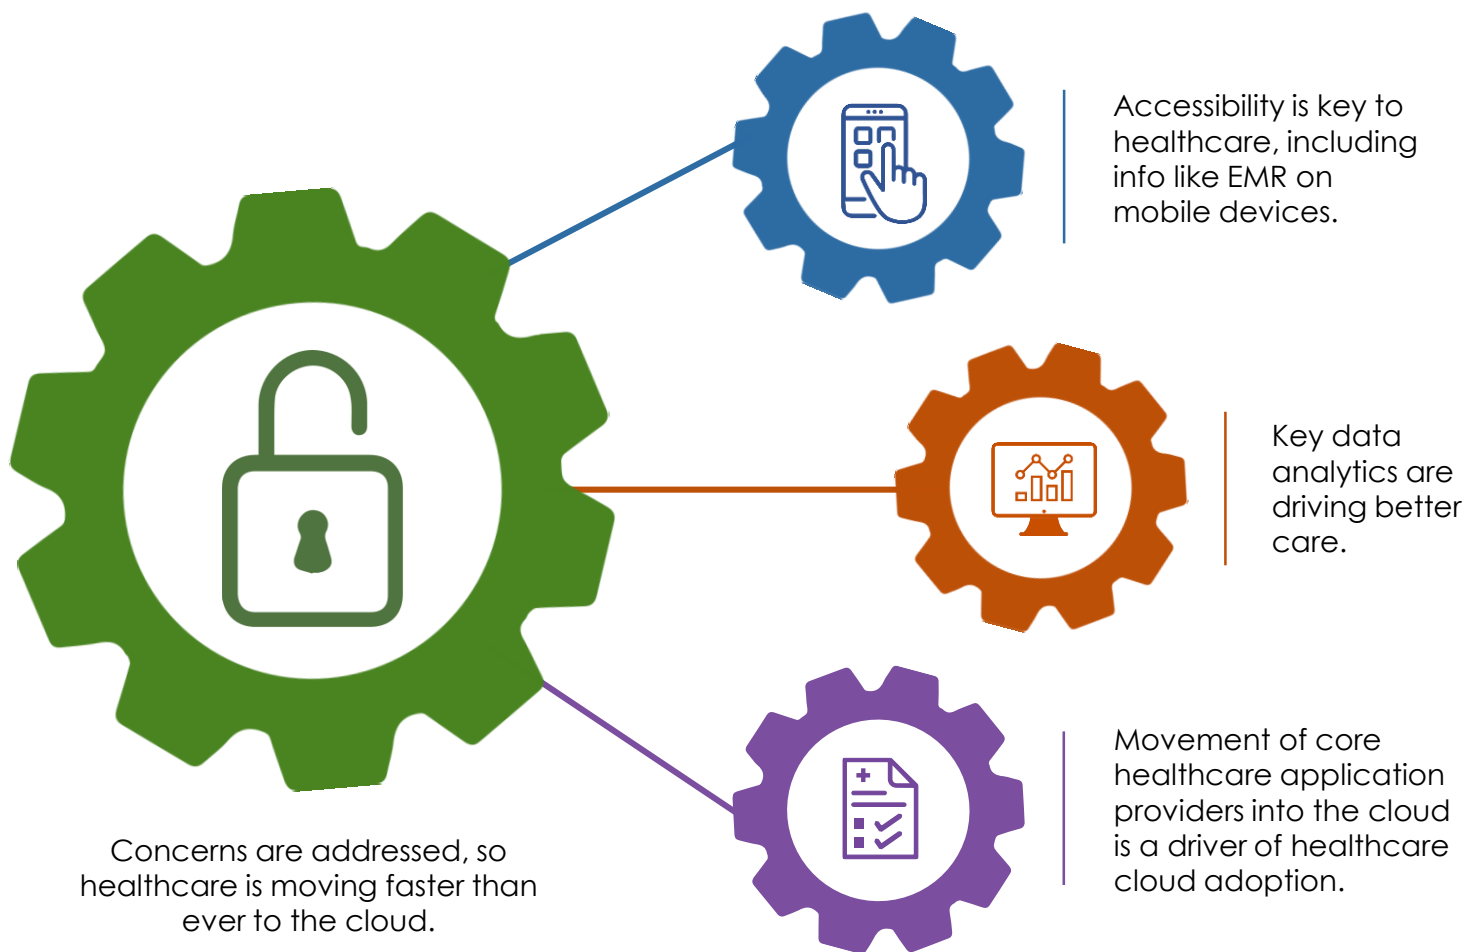 Accessibility is key to
healthcare, including
info like EMR on
mobile devices.
Key data
analytics are
driving better
care.
Movement of core
healthcare application
providers into the cloud
is a driver of healthcare
cloud adoption.
Concerns are addressed, so
healthcare is moving faster than
ever to the cloud.